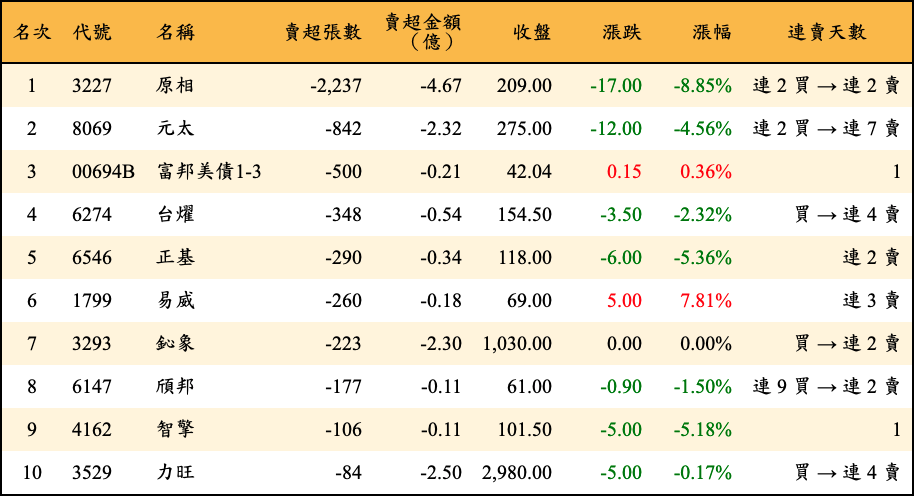 名次 代號 名稱 賣超張數 賣超金額（億） 收盤 漲跌 漲幅 連賣天數
1 3227 原相 -2,237 -4.67 209.00 -17.00 -8.85% 連 2 買 → 連 2 賣
2 8069 元太 -842 -2.32 275.00 -12.00 -4.56% 連 2 買 → 連 7 賣
3 00694B 富邦美債1-3 -500 -0.21 42.04 0.15 0.36% 1
4 6274 台燿 -348 -0.54 154.50 -3.50 -2.32% 買 → 連 4 賣
5 6546 正基 -290 -0.34 118.00 -6.00 -5.36% 連 2 賣
6 1799 易威 -260 -0.18 69.00 5.00 7.81% 連 3 賣
7 3293 鈊象 -223 -2.30 1,030.00 0.00 0.00% 買 → 連 2 賣
8 6147 頎邦 -177 -0.11 61.00 -0.90 -1.50% 連 9 買 → 連 2 賣
9 4162 智擎 -106 -0.11 101.50 -5.00 -5.18% 1
10 3529 力旺 -84 -2.50 2,980.00 -5.00 -0.17% 買 → 連 4 賣